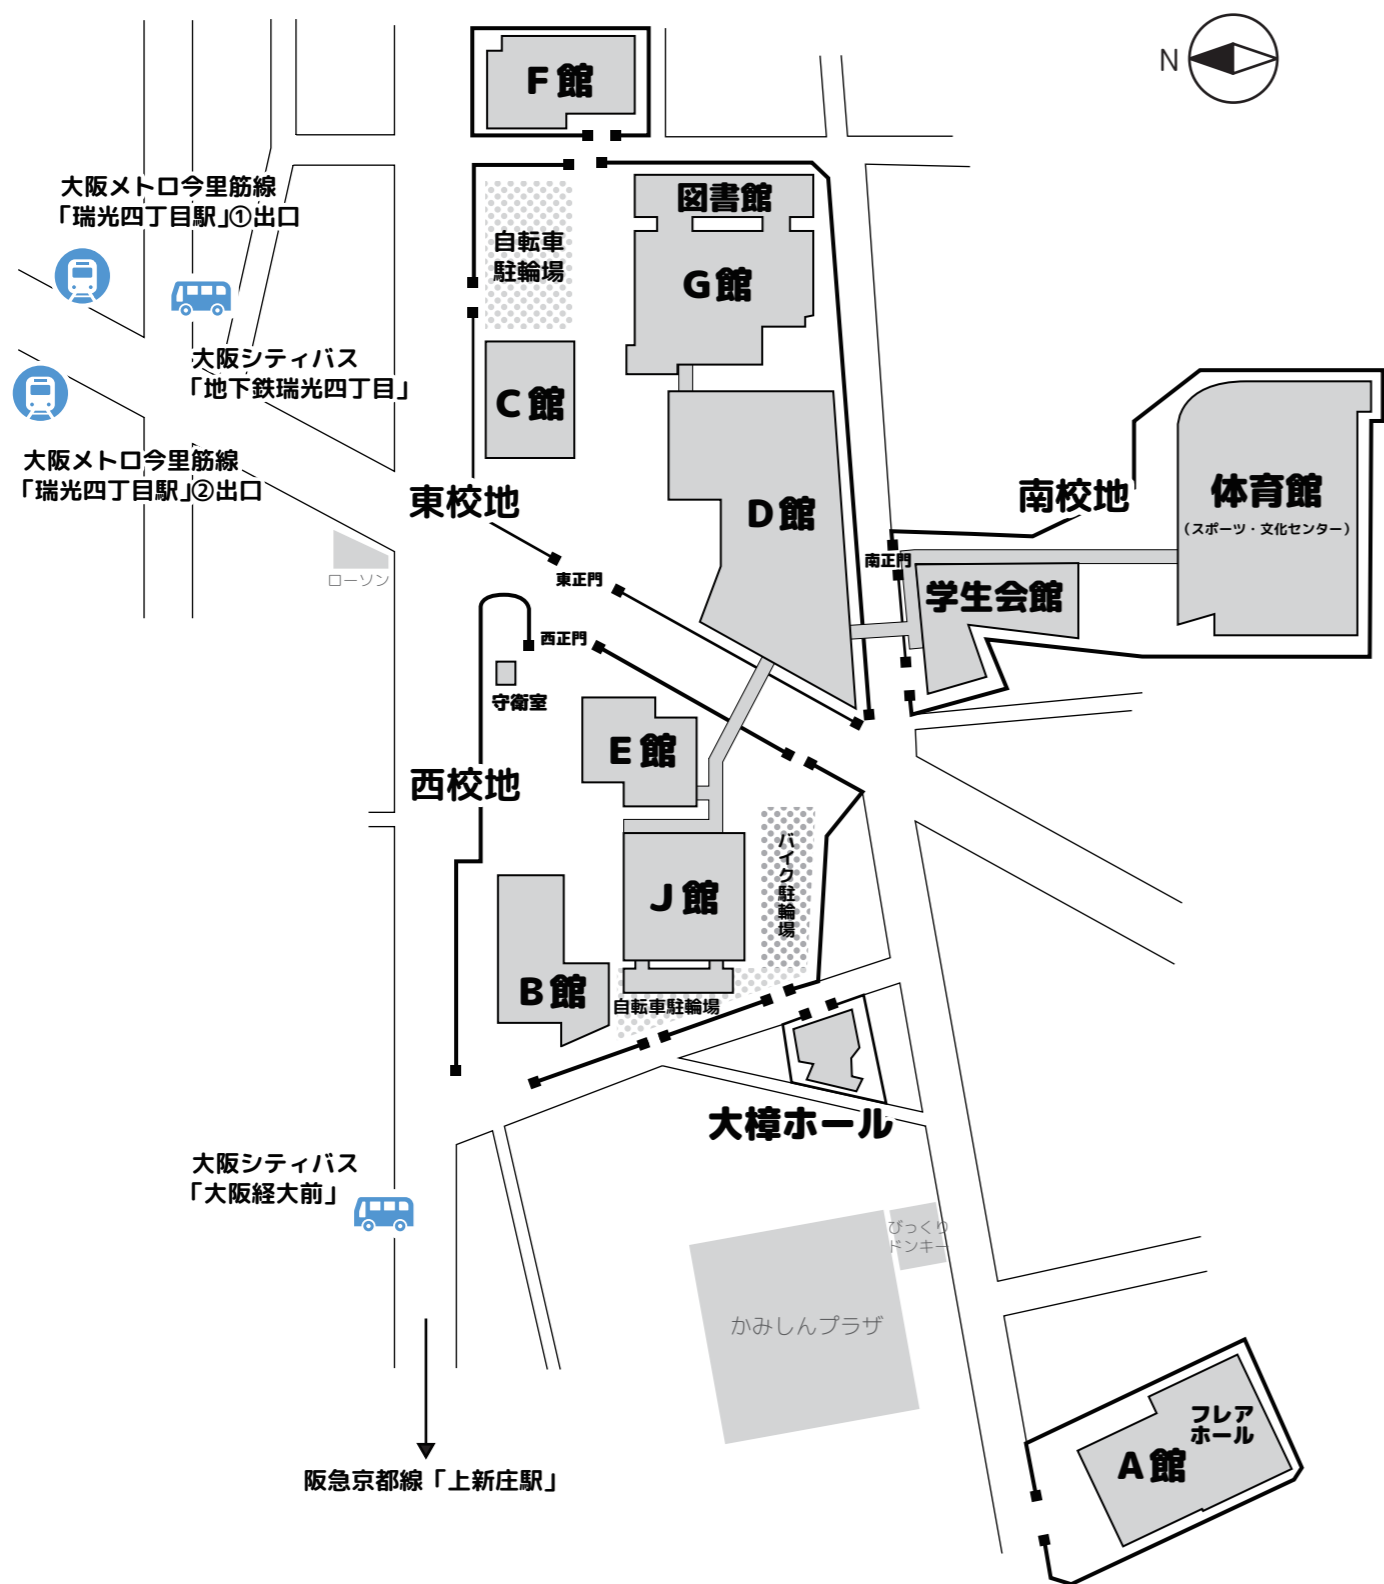 N
F館
大阪メトロ今里筋線
「瑞光四丁目駅」①出口
図書館
自転車
駐輪場
G館
大阪シティバス
「地下鉄瑞光四丁目」
C館
大阪メトロ今里筋線
「瑞光四丁目駅」②出口
東校地
D館
南校地
体育館
（スポーツ・文化センター）
南正門
ローソン
東正門
学生会館
西正門
守衛室
E館
西校地
バイク駐輪場
J館
B館
自転車駐輪場
大樟ホール
大阪シティバス
「大阪経大前」
びっくり
ドンキー
かみしんプラザ
フレア
ホール
A館
阪急京都線「上新庄駅」